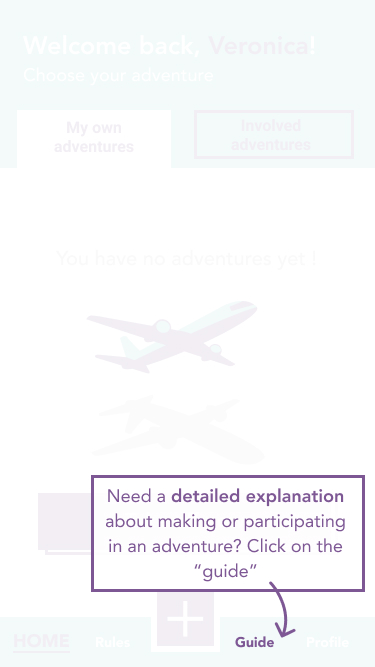 Welcome back, Veronica!
Choose your adventure
My own
adventures
Involved
adventures
You have no adventures yet !
Need a detailed explanation
about making or participating
in an adventure? Click on the
“guide”
HOME
Rules
Guide
Profile